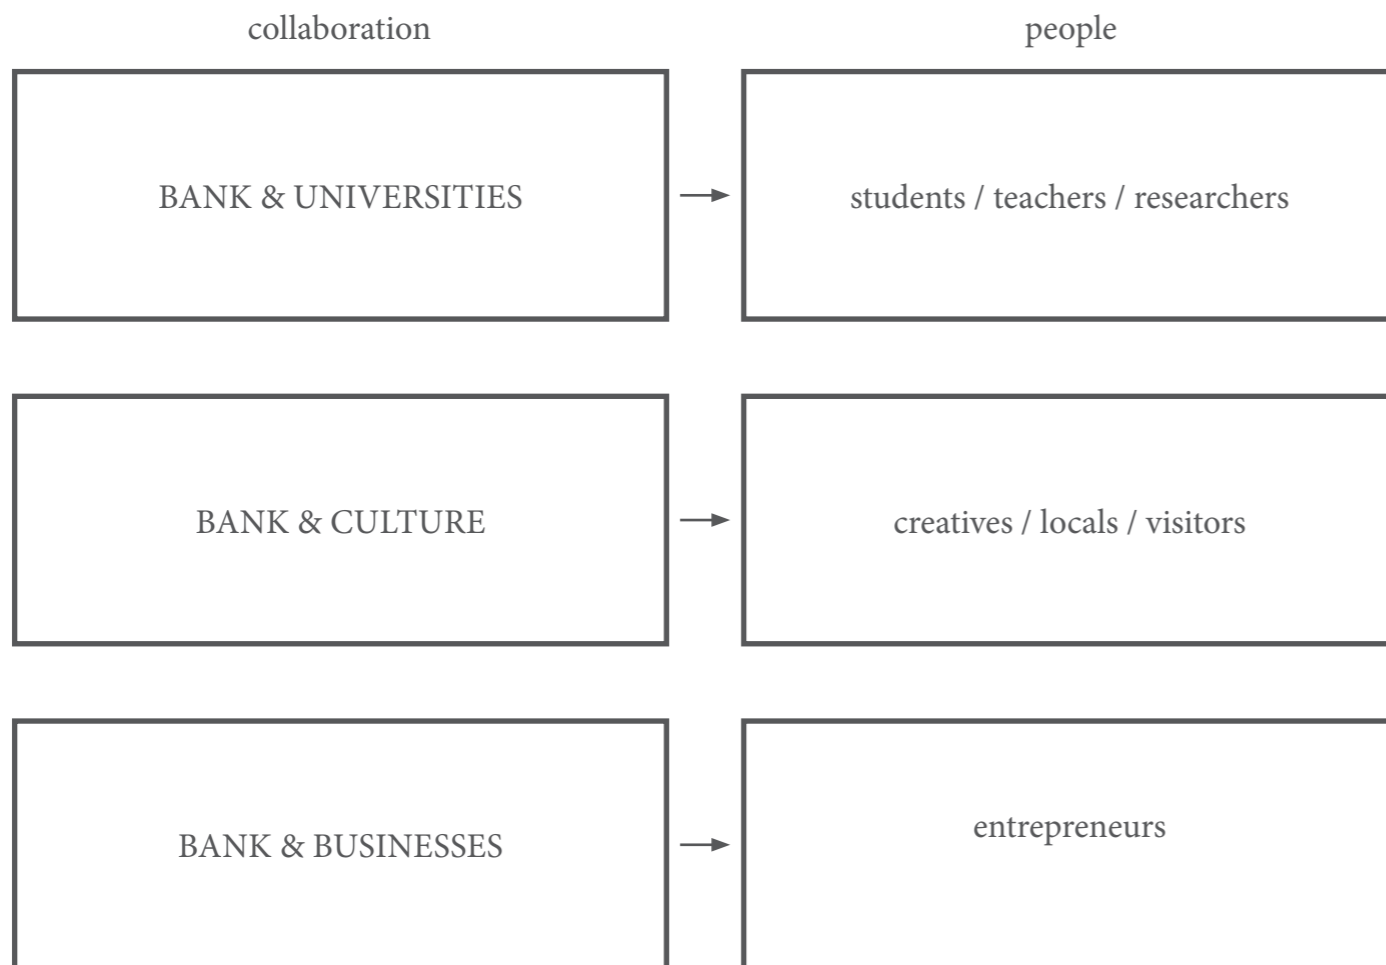 collaboration
people
BANK & UNIVERSITIES
students / teachers / researchers
BANK & CULTURE
creatives / locals / visitors
BANK & BUSINESSES
entrepreneurs